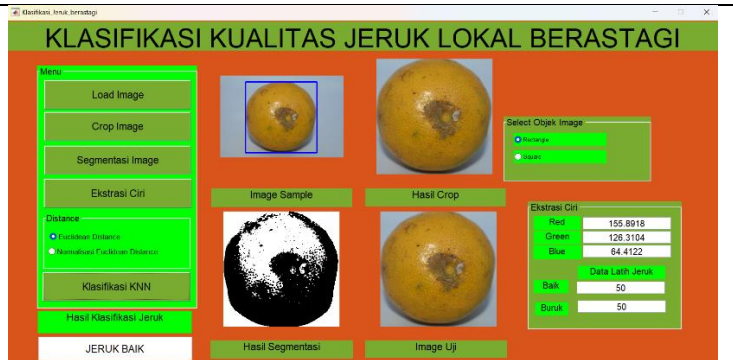 Klasifikasi_Jeruk_berastagi
KLASIFIKASI KUALITAS JERUK LOKAL BERASTAGI
Menu
Load Image
Crop Image
Segmentasi Image
Ekstrasi Ciri
Distance
Euclidean Distance
Normalisasi Euclidean Distance
Klasifikasi KNN
Hasil Klasifikasi Jeruk
JERUK BAIK
Image Sample
Hasil Crop
Hasil Segmentasi
Image Uji
Select Objek Image
Rectangle
Square
Ekstrasi Ciri
Red 155.8918
Green 126.3104
Blue 64.4122
Data Latih Jeruk
Baik 50
Buruk 50